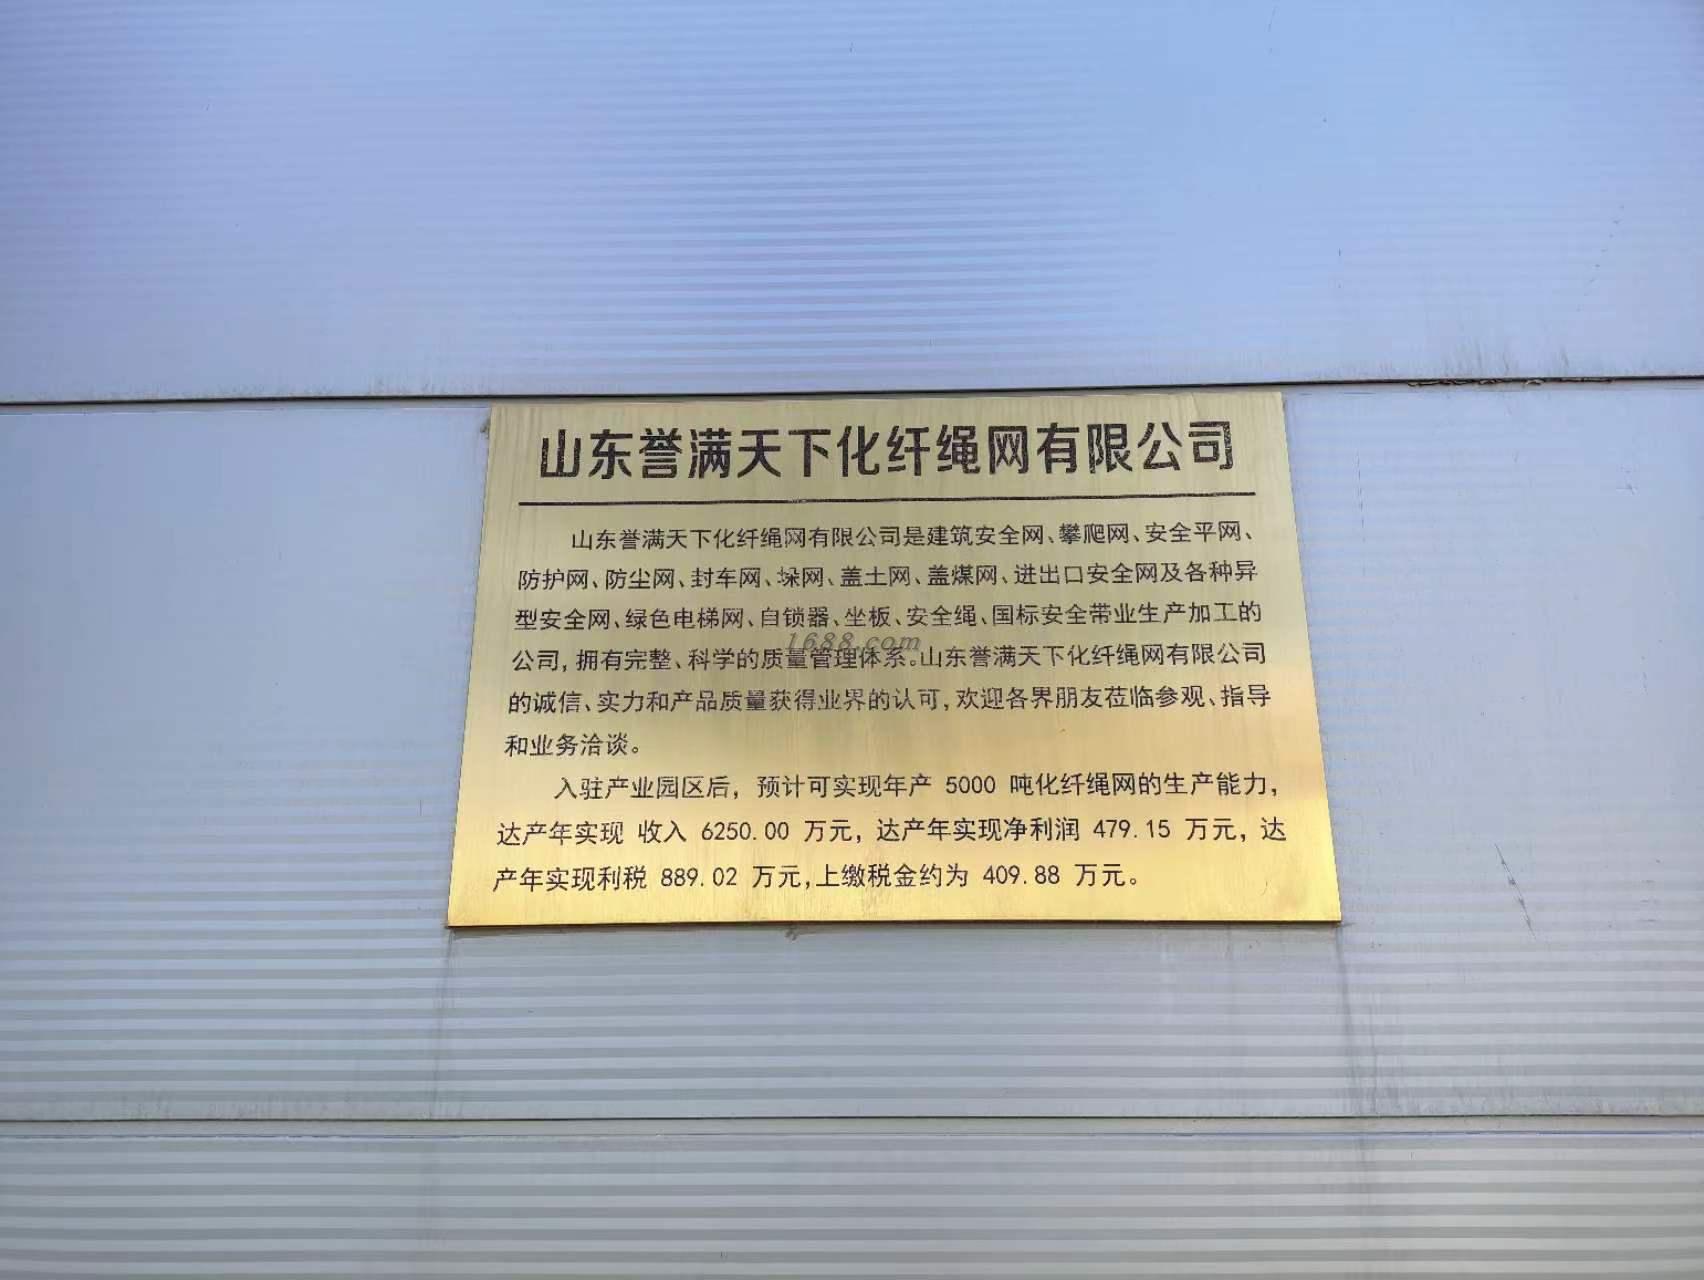 山东誉满天下化纤绳网有限公司
山东誉满天下化纤绳网有限公司是建筑安全网、攀爬网、安全平网、
防护网、防尘网、封车网、垛网、盖土网、盖煤网、进出口安全网及各种异
型安全网、绿色电梯网、自锁器、坐板、安全绳、国标安全带业生产加工的
1688.com
公司,拥有完整、科学的质量管理体系。山东誉满天下化纤绳网有限公司
的诚信、实力和产品质量获得业界的认可,欢迎各界朋友莅临参观、指导
和业务洽谈。
入驻产业园区后，预计可实现年产 5000 吨化纤绳网的生产能力，
达产年实现 收入 6250.00 万元，达产年实现净利润 479.15 万元，达
产年实现利税 889.02 万元,上缴税金约为 409.88 万元。